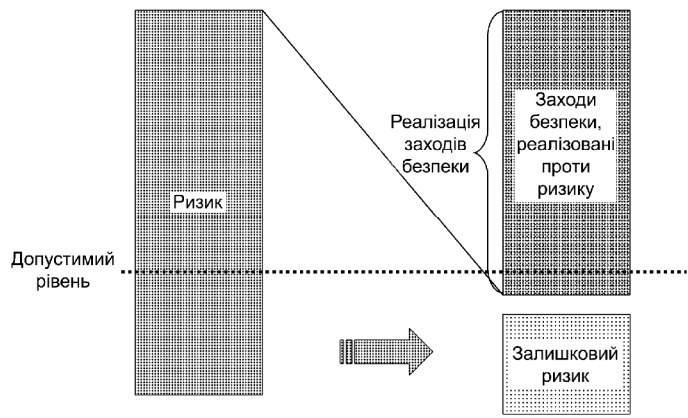 Ризик
Допустимий
рівень
Реалізація
заходів
безпеки
Заходи
безпеки,
реалізовані
проти
ризику
Залишковий
ризик